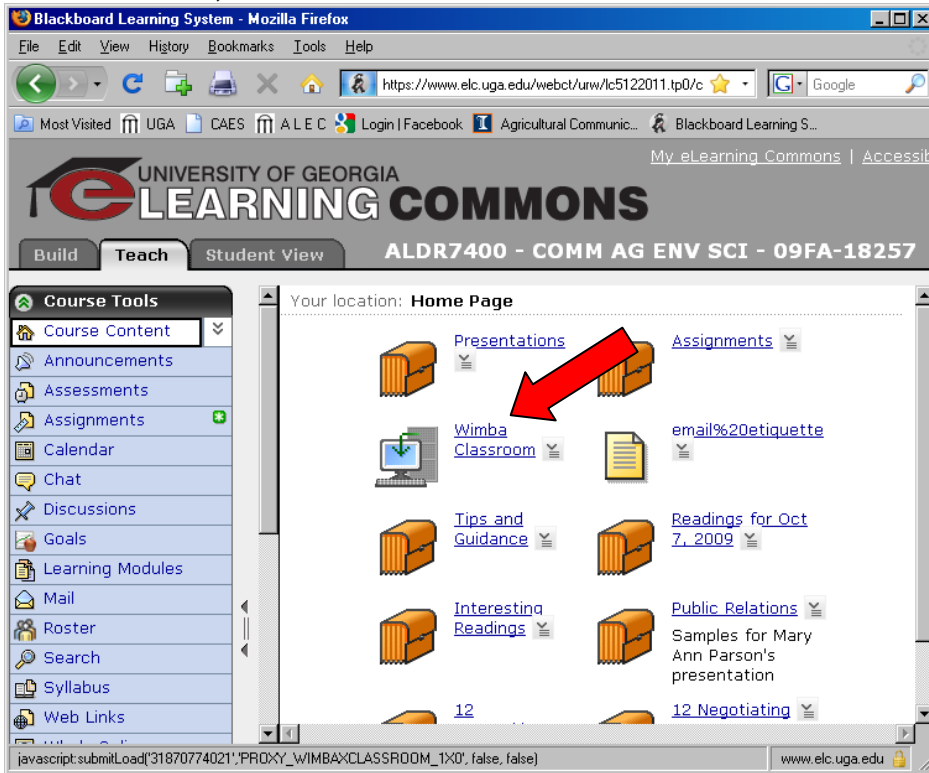 Blackboard Learning System - Mozilla Firefox
File Edit View History Bookmarks Tools Help
https://www.elc.uga.edu/webct/urw/lc5122011.tp0/c
G Google
Most Visited UGA CAES A L E C Login | Facebook Agricultural Communic... Blackboard Learning S...
My eLearning Commons | Accessib
UNIVERSITY OF GEORGIA
eLEARNING COMMONS
Build Teach Student View ALDR7400 - COMM AG ENV SCI - 09FA-18257
Course Tools
Course Content
Announcements
Assessments
Assignments
Calendar
Chat
Discussions
Goals
Learning Modules
Mail
Roster
Search
Syllabus
Web Links
Your location: Home Page
Presentations
Assignments
Wimba
Classroom
email%20etiquette
Tips and
Guidance
Readings for Oct
7, 2009
Interesting
Readings
Public Relations
Samples for Mary
Ann Parson's
presentation
12
12 Negotiating
javascript:submitLoad('31870774021','PROXY_WIMBAXCLASSROOM_1X0', false, false)
www.elc.uga.edu